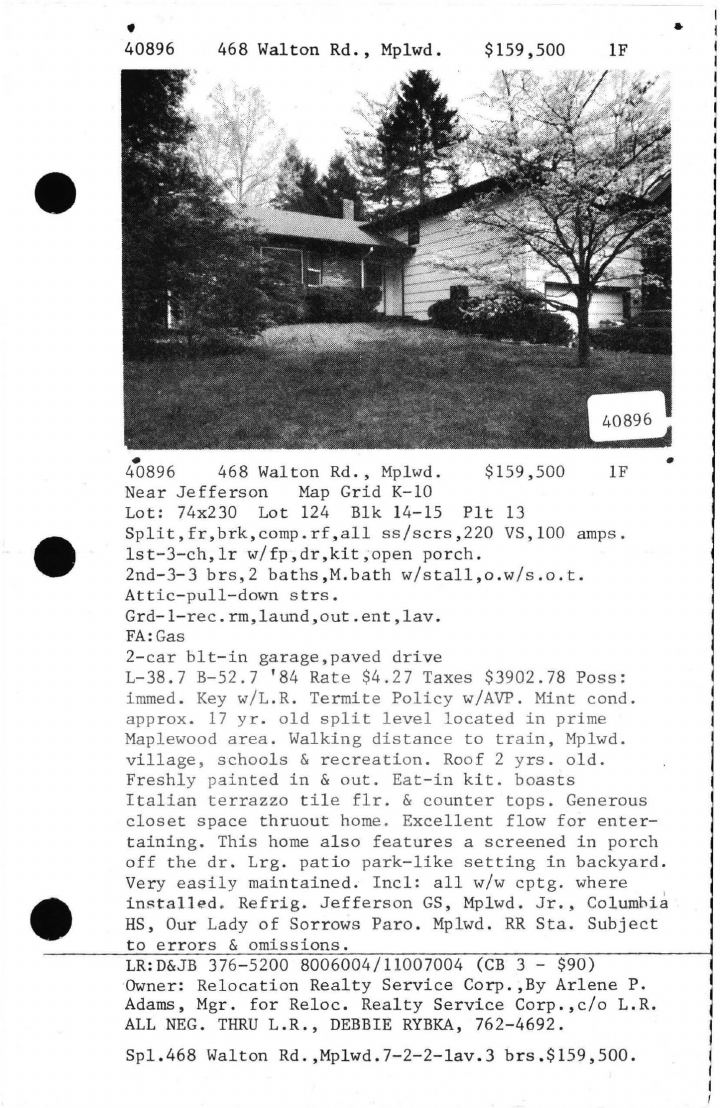 40896 468 Walton Rd., Mplwd. $159,500 1F
40896
40896 468 Walton Rd., Mplwd. $159,500 1F
Near Jefferson Map Grid K-10
Lot: 74x230 Lot 124 Blk 14-15 Plt 13
Split,fr,brk,comp.rf,all ss/scrs,220 VS,100 amps.
1st-3-ch,lr w/fp,dr,kit,open porch.
2nd-3-3 brs,2 baths,M.bath w/stall,o.w/s.o.t.
Attic-pull-down strs.
Grd-1-rec.rm,laund,out.ent,lav.
FA:Gas
2-car blt-in garage,paved drive
L-38.7 B-52.7 '84 Rate $4.27 Taxes $3902.78 Poss:
immed. Key w/L.R. Termite Policy w/AVP. Mint cond.
approx. 17 yr. old split level located in prime
Maplewood area. Walking distance to train, Mplwd.
village, schools & recreation. Roof 2 yrs. old.
Freshly painted in & out. Eat-in kit. boasts
Italian terrazzo tile flr. & counter tops. Generous
closet space thruout home. Excellent flow for enter-
taining. This home also features a screened in porch
off the dr. Lrg. patio park-like setting in backyard.
Very easily maintained. Incl: all w/w cptg. where
installed. Refrig. Jefferson GS, Mplwd. Jr., Columbia
HS, Our Lady of Sorrows Paro. Mplwd. RR Sta. Subject
to errors & omissions.
LR:D&JB 376-5200 8006004/11007004 (CB 3 - $90)
Owner: Relocation Realty Service Corp.,By Arlene P.
Adams, Mgr. for Reloc. Realty Service Corp.,c/o L.R.
ALL NEG. THRU L.R., DEBBIE RYBKA, 762-4692.
Spl.468 Walton Rd.,Mplwd.7-2-2-1av.3 brs.$159,500.